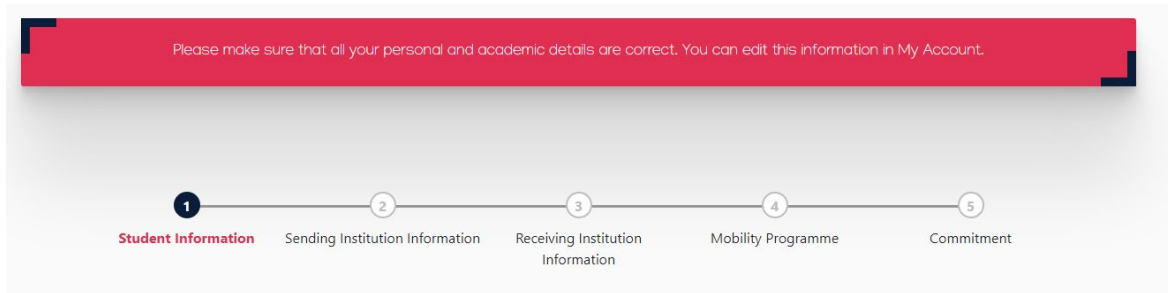 Please make sure that all your personal and academic details are correct. You can edit this information in My Account.
1
2
3
4
5
Student Information
Sending Institution Information
Receiving Institution
Information
Mobility Programme
Commitment